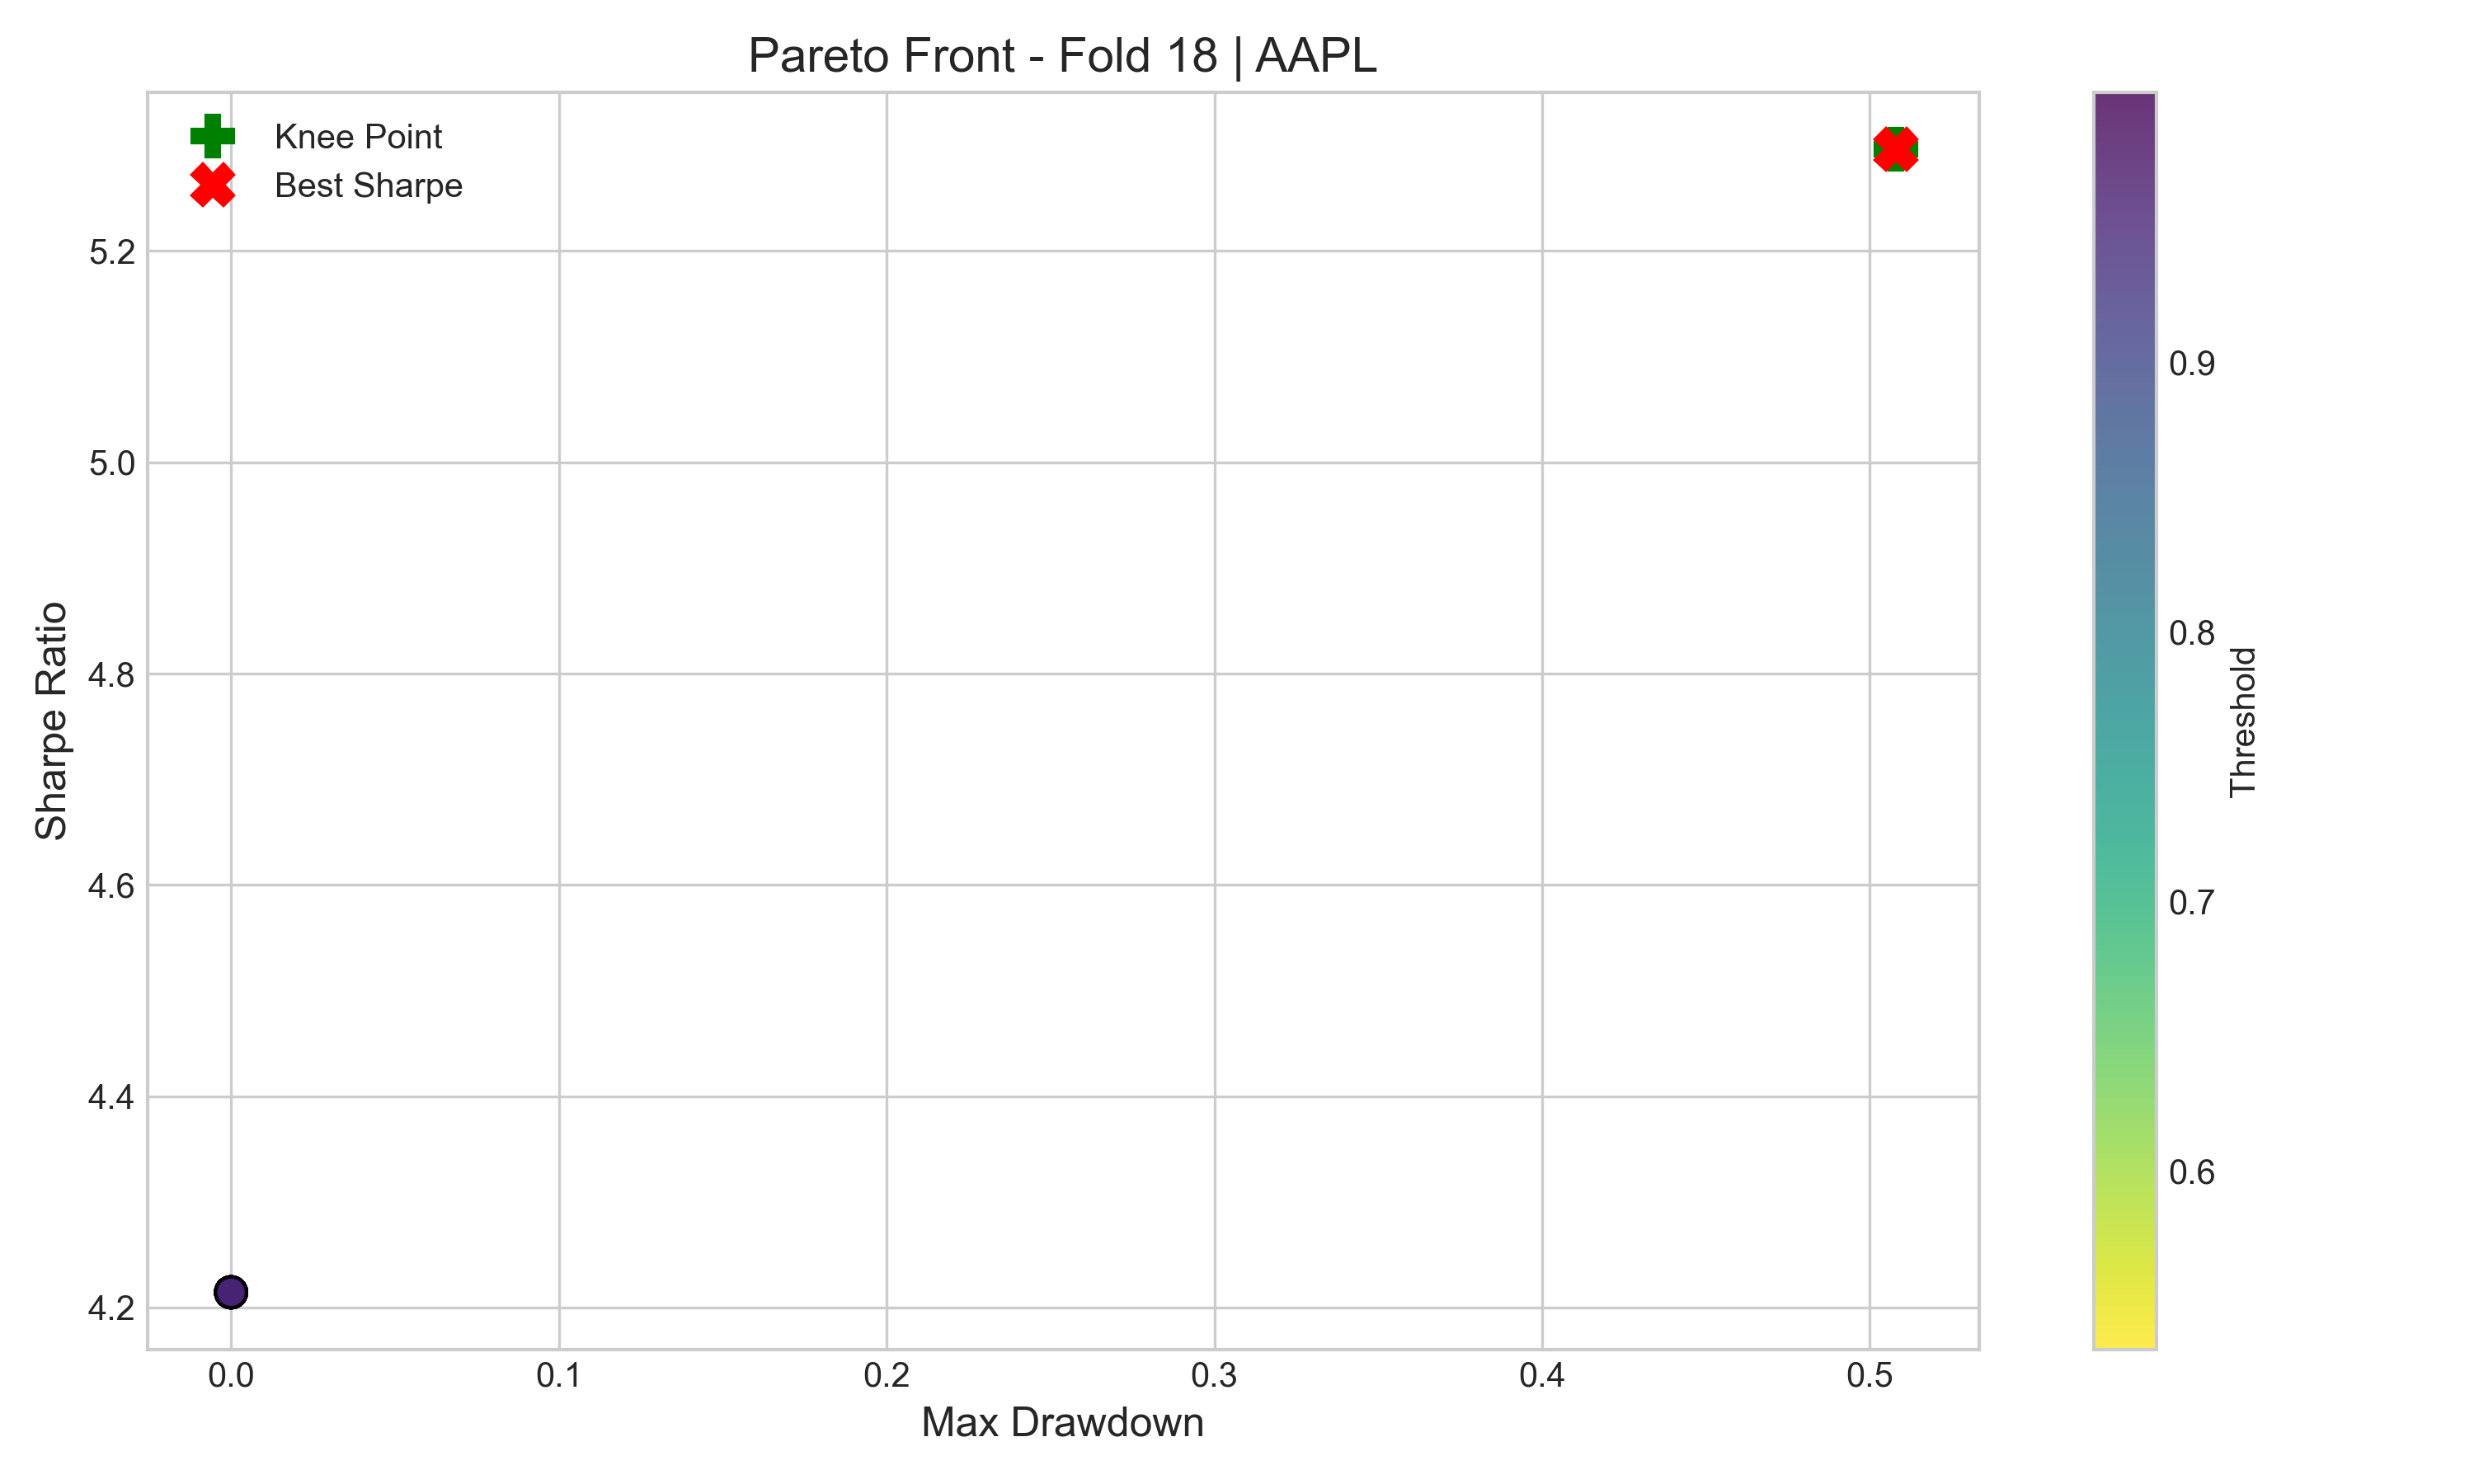 Pareto Front - Fold 18 | AAPL
Knee Point
Best Sharpe
Sharpe Ratio
5.2
5.0
4.8
4.6
4.4
4.2
0.0 0.1 0.2 0.3 0.4 0.5
Max Drawdown
0.9
0.8
0.7
0.6
Threshold